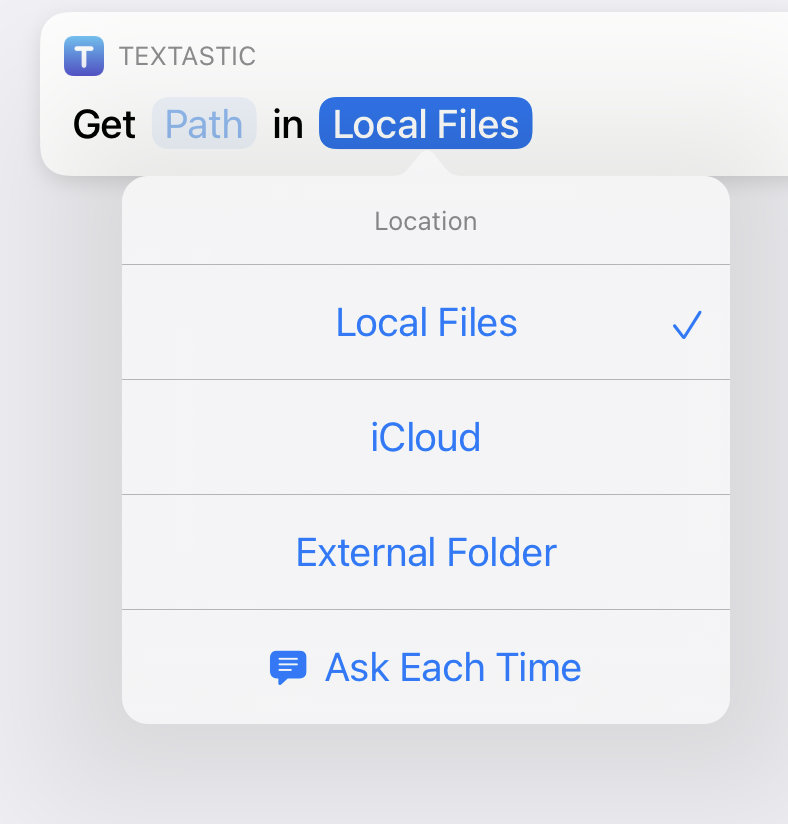 T TEXTASTIC
Get Path in Local Files
Location
Local Files
iCloud
External Folder
Ask Each Time